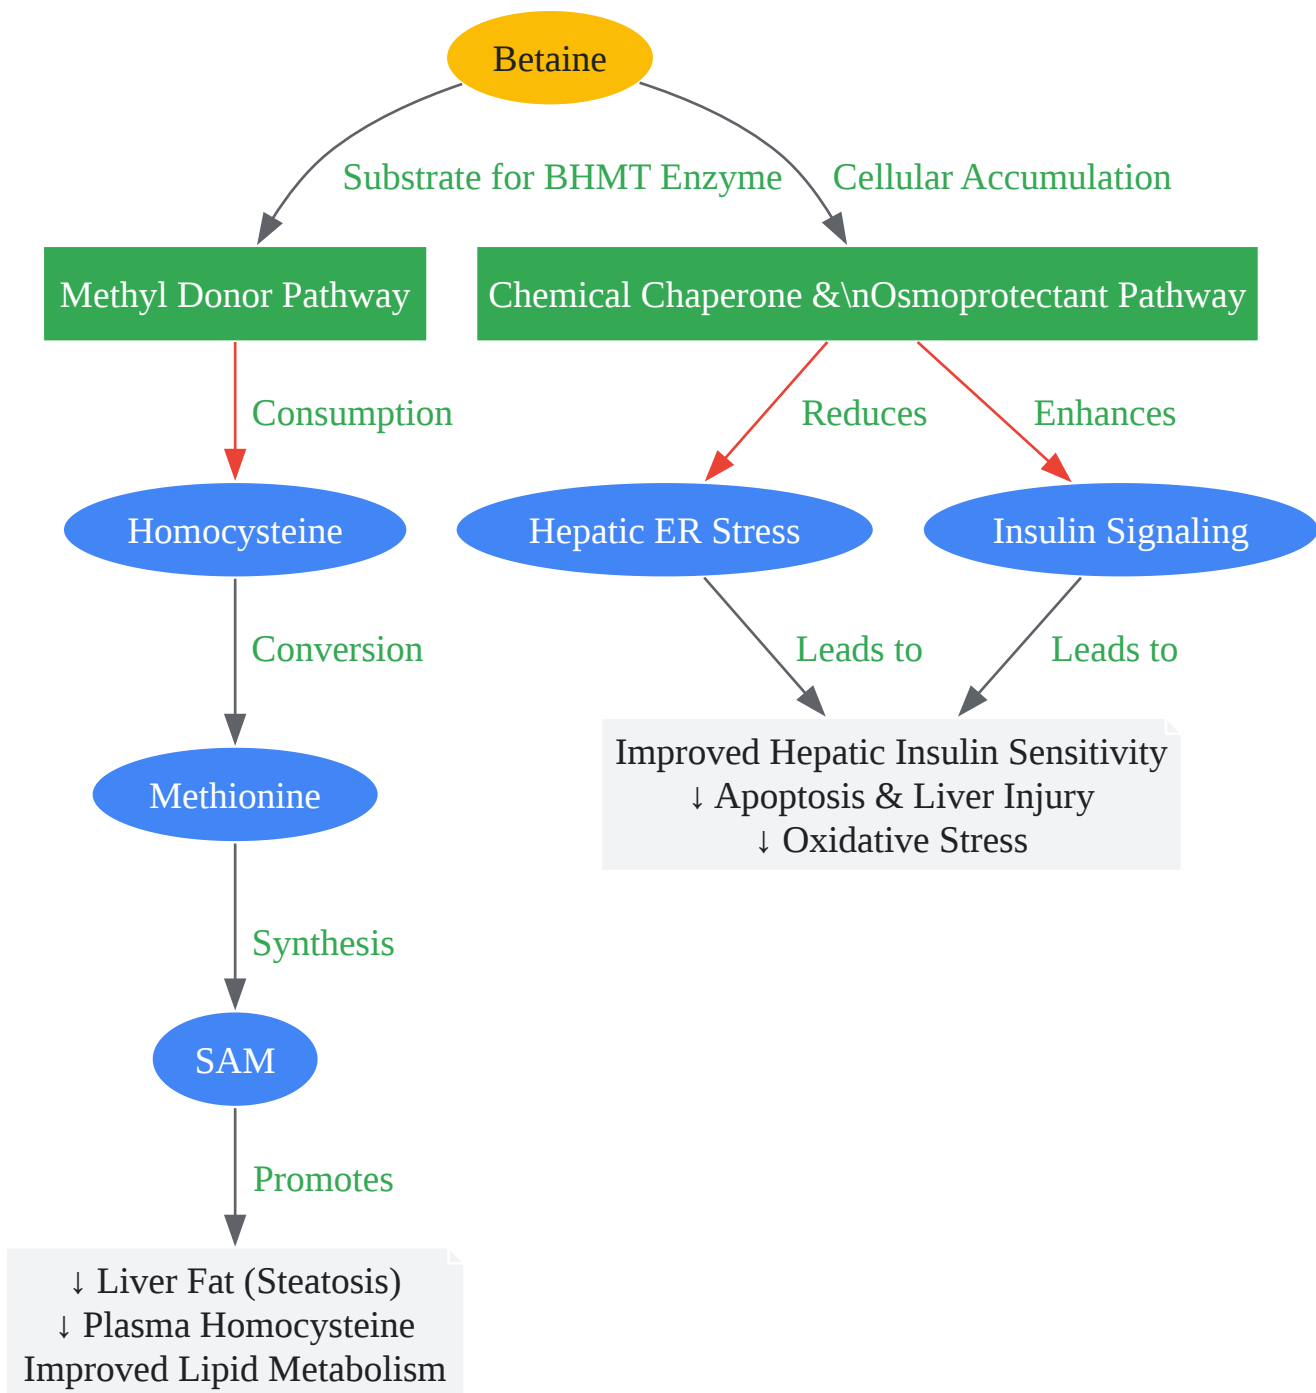 Betaine
Substrate for BHMT Enzyme
Cellular Accumulation
Methyl Donor Pathway
Chemical Chaperone &\nOsmoprotectant Pathway
Consumption
Reduces
Enhances
Homocysteine
Hepatic ER Stress
Insulin Signaling
Conversion
Leads to
Leads to
Methionine
Improved Hepatic Insulin Sensitivity
↓ Apoptosis & Liver Injury
↓ Oxidative Stress
Synthesis
SAM
Promotes
↓ Liver Fat (Steatosis)
↓ Plasma Homocysteine
Improved Lipid Metabolism